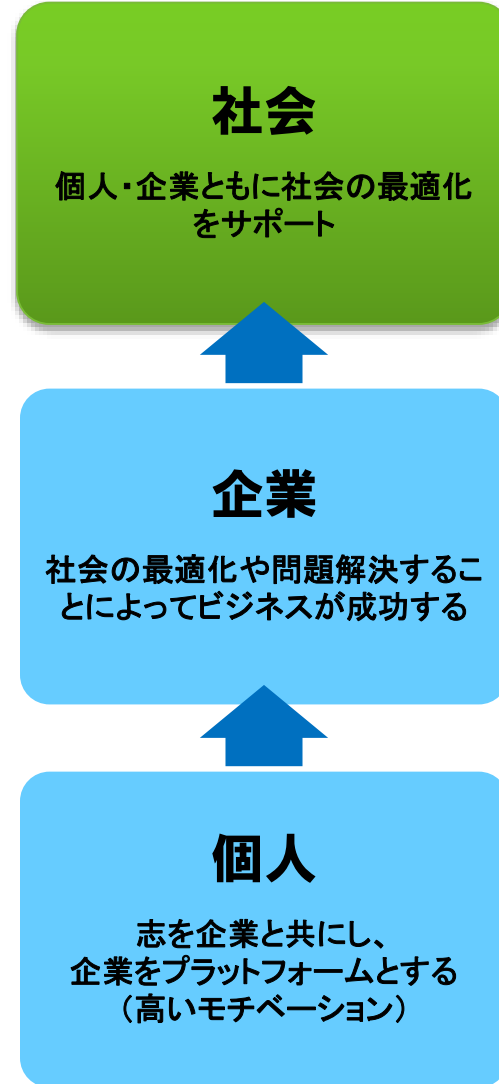 社会
個人・企業ともに社会の最適化
をサポート
企業
社会の最適化や問題解決するこ
とによってビジネスが成功する
個人
志を企業と共にし、
企業をプラットフォームとする
（高いモチベーション）